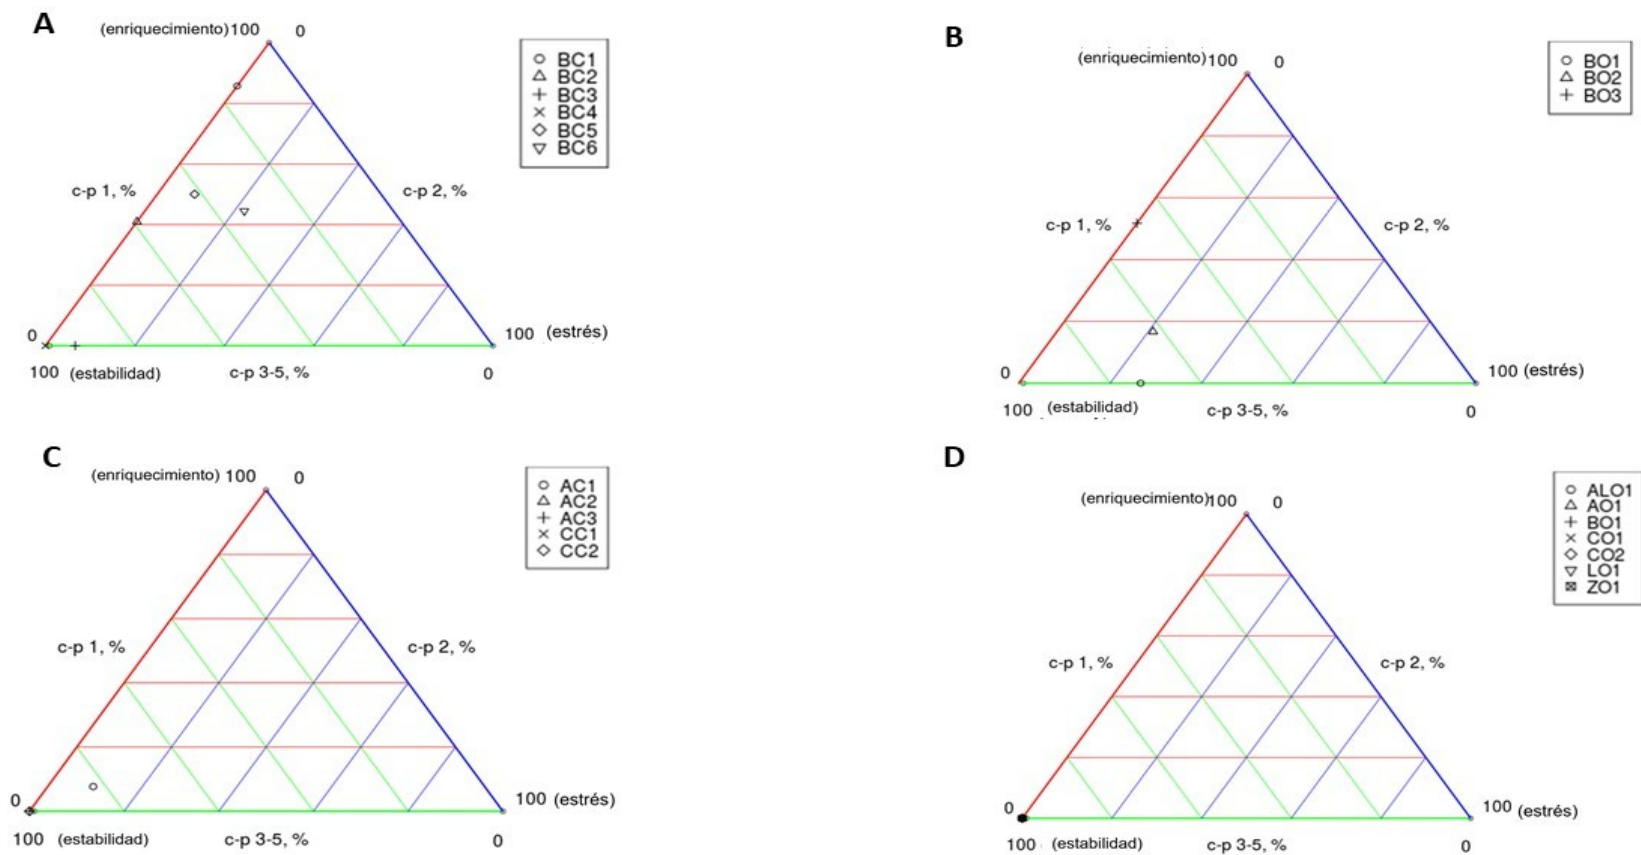 A
(enriquecimiento) 100 0
c-p 1, %
c-p 2, %
0
100 (estrés)
100 (estabilidad)
c-p 3-5, %
0
BC1
BC2
BC3
BC4
BC5
BC6
B
(enriquecimiento) 100 0
c-p 1, %
c-p 2, %
0
100 (estrés)
100 (estabilidad)
c-p 3-5, %
0
BO1
BO2
BO3
C
(enriquecimiento) 100 0
c-p 1, %
c-p 2, %
0
100 (estrés)
100 (estabilidad)
c-p 3-5, %
0
AC1
AC2
AC3
CC1
CC2
D
(enriquecimiento) 100 0
c-p 1, %
c-p 2, %
0
100 (estrés)
100 (estabilidad)
c-p 3-5, %
0
ALO1
AO1
BO1
CO1
CO2
LO1
ZO1